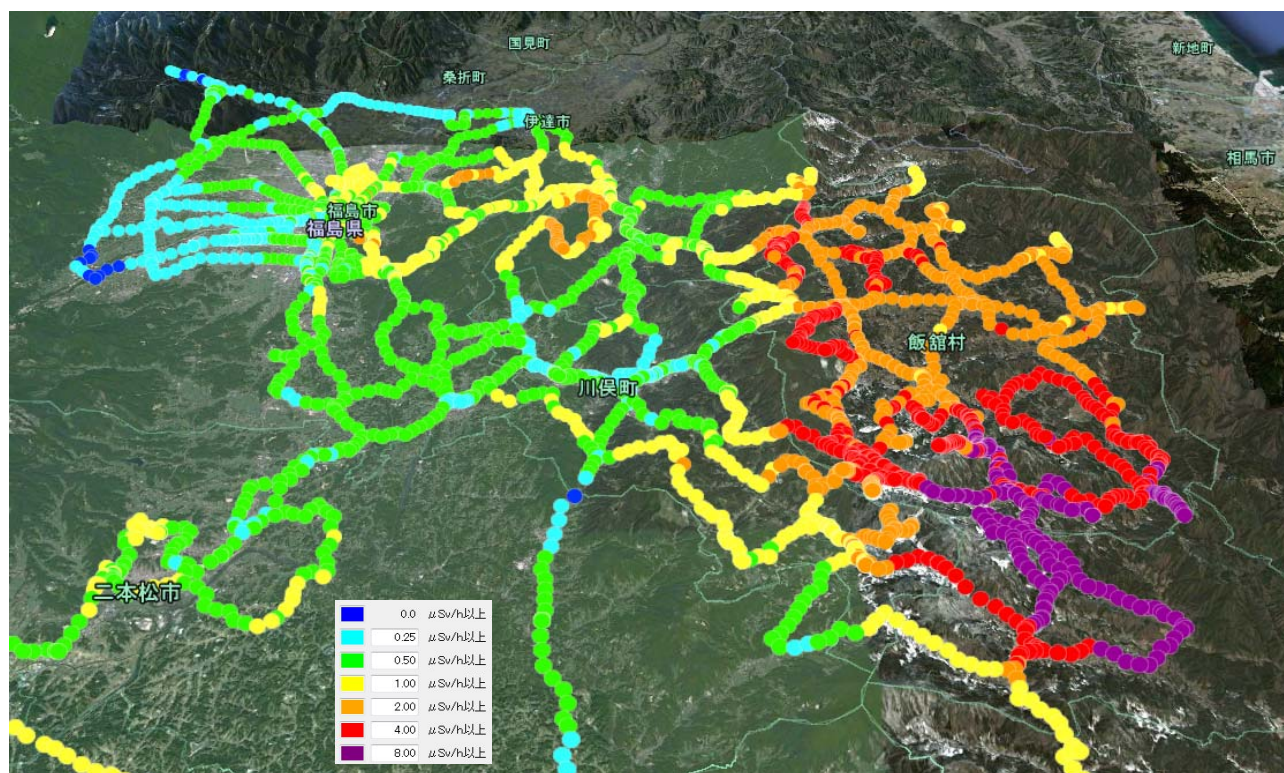 国見町
新地町
桑折町
伊達市
相馬市
福島市
福島県
飯舘村
川俣町
二本松市
0.0 μSv/h以上
0.25 μSv/h以上
0.50 μSv/h以上
1.00 μSv/h以上
2.00 μSv/h以上
4.00 μSv/h以上
8.00 μSv/h以上